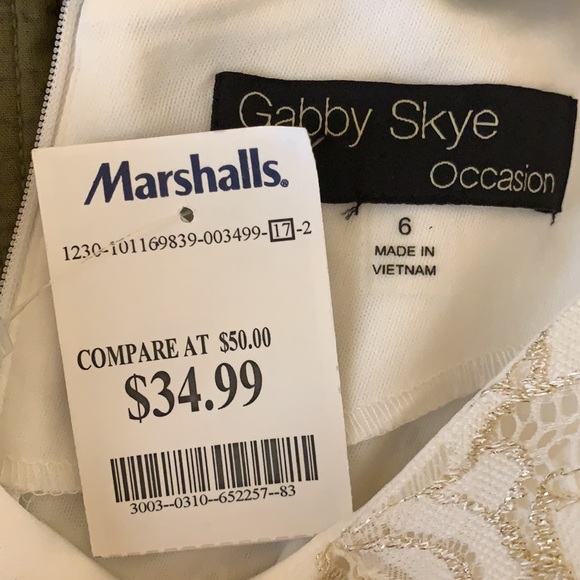 Gabby Skye
Occasion
6
MADE IN
VIETNAM
Marshalls®
1230-101169839-003499-17-2
COMPARE AT $50.00
$34.99
3003--0310--652257--83